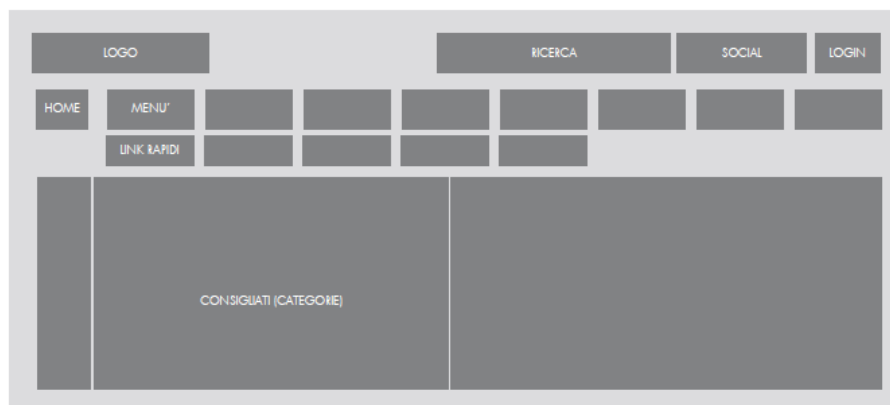 LOGO
RICERCA
SOCIAL
LOGIN
HOME
MENU'
LINK RAPIDI
CONSIGLIATI (CATEGORIE)